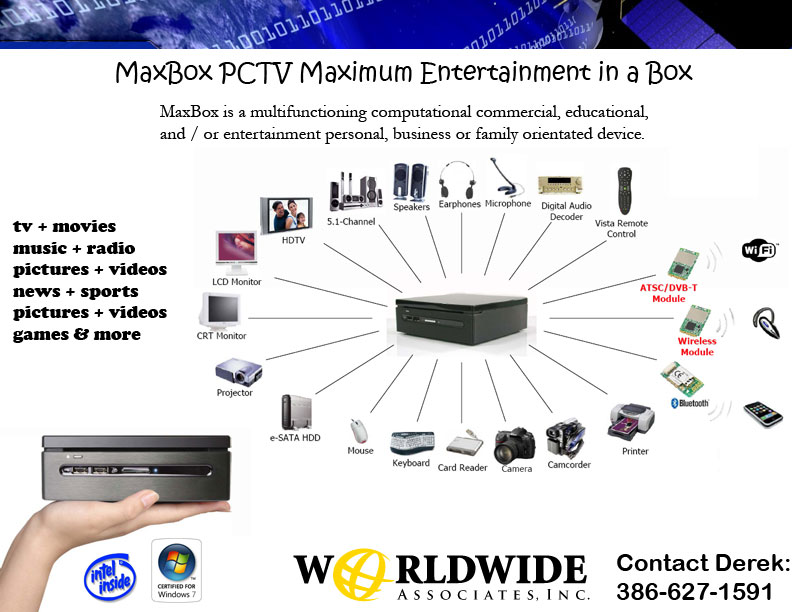 MaxBox PCTV Maximum Entertainment in a Box
MaxBox is a multifunctioning computational commercial, educational,
and / or entertainment personal, business or family orientated device.
tv + movies
music + radio
pictures + videos
news + sports
pictures + videos
games & more
HDTV
5.1-Channel
Speakers
Earphones
Microphone
Digital Audio
Decoder
Vista Remote
Control
LCD Monitor
CRT Monitor
Projector
e-SATA HDD
Mouse
Keyboard
Card Reader
Camera
Camcorder
Printer
ATSC/DVB-T
Module
WiFi
Wireless
Module
Bluetooth
intel
inside
CERTIFIED FOR
Windows 7
WORLDWIDE
ASSOCIATES, INC.
Contact Derek:
386-627-1591